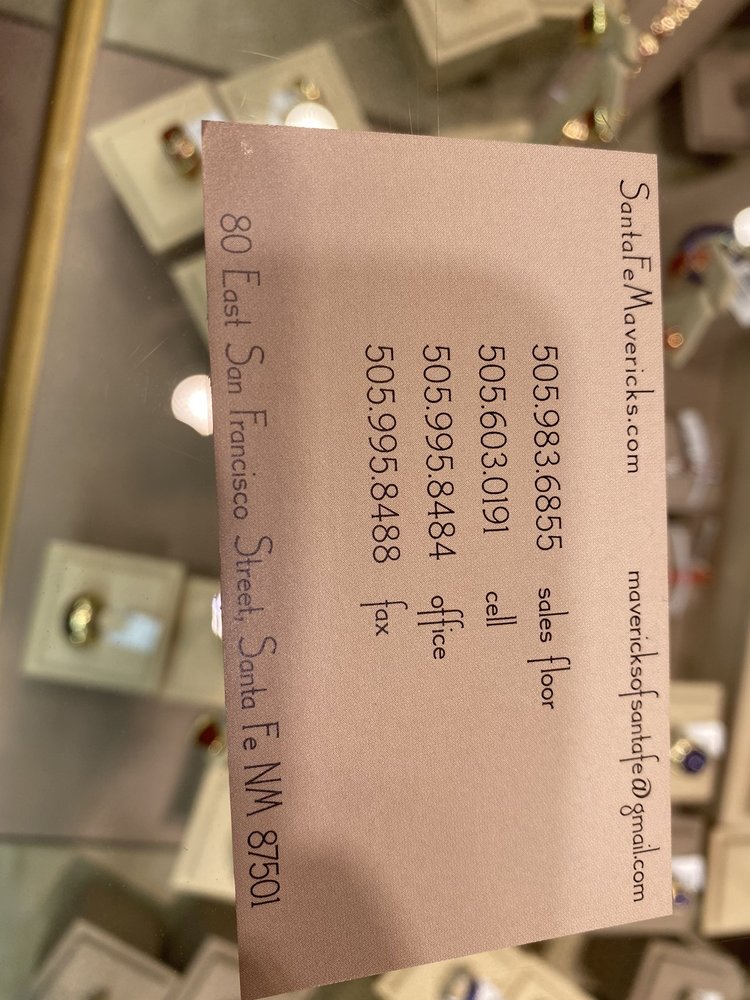 SantaFeMavericks.com mavericksofsantafe@gmail.com
505.983.6855 sales floor
505.603.0191 cell
505.995.8484 office
505.995.8488 fax
80 East San Francisco Street, Santa Fe NM 87501